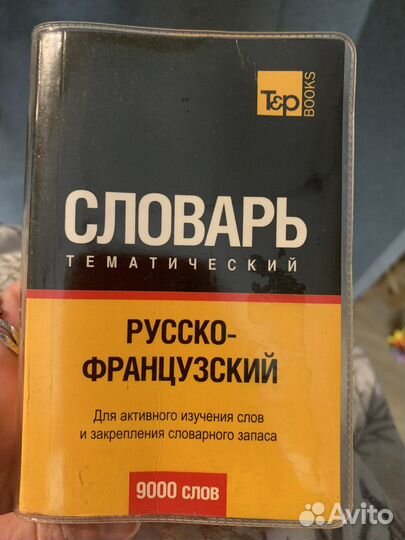 T&p
BOOKS
СЛОВАРЬ
ТЕМАТИЧЕСКИЙ
РУССКО-
ФРАНЦУЗСКИЙ
Для активного изучения слов
и закрепления словарного запаса
9000 СЛОВ
Avito